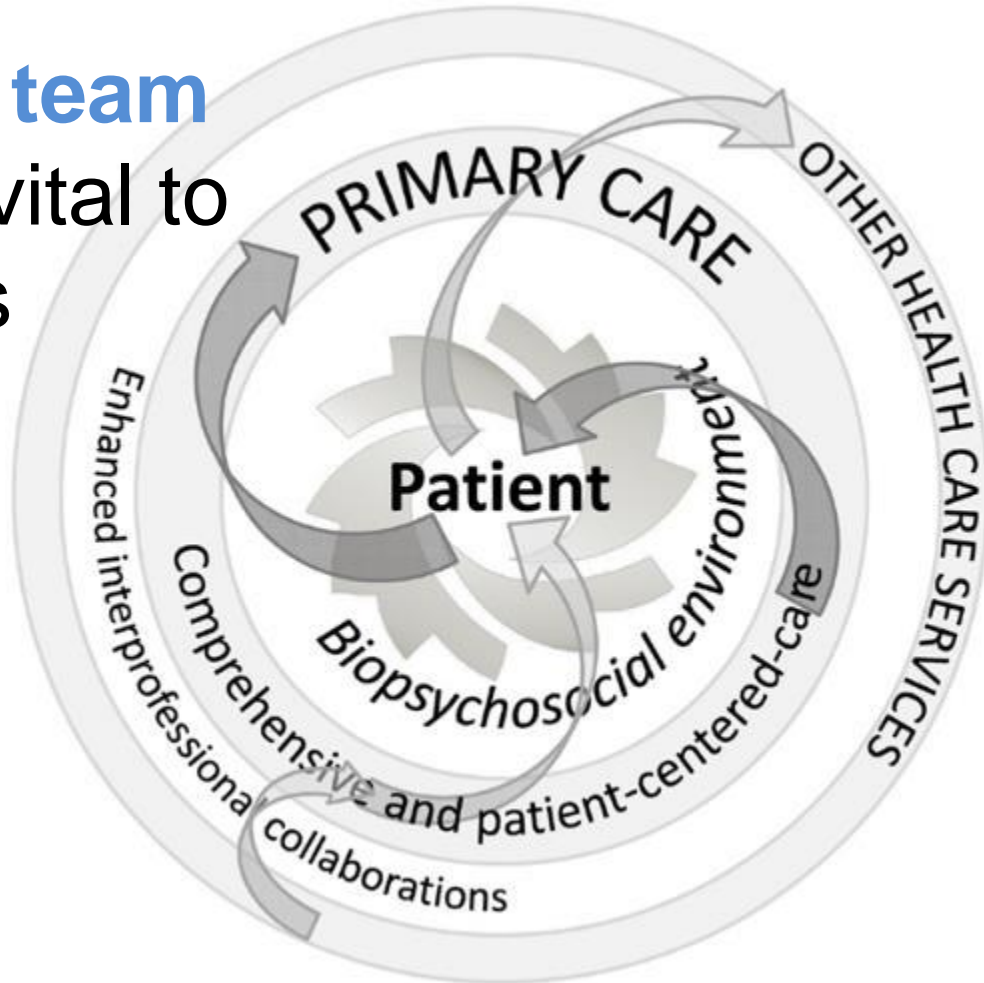 team
vital to
s
PRIMARY CARE
OTHER HEALTH CARE SERVICES
Patient
Biopsychosocial environment
Comprehensive and patient-centered-care
Enhanced interprofessional collaborations